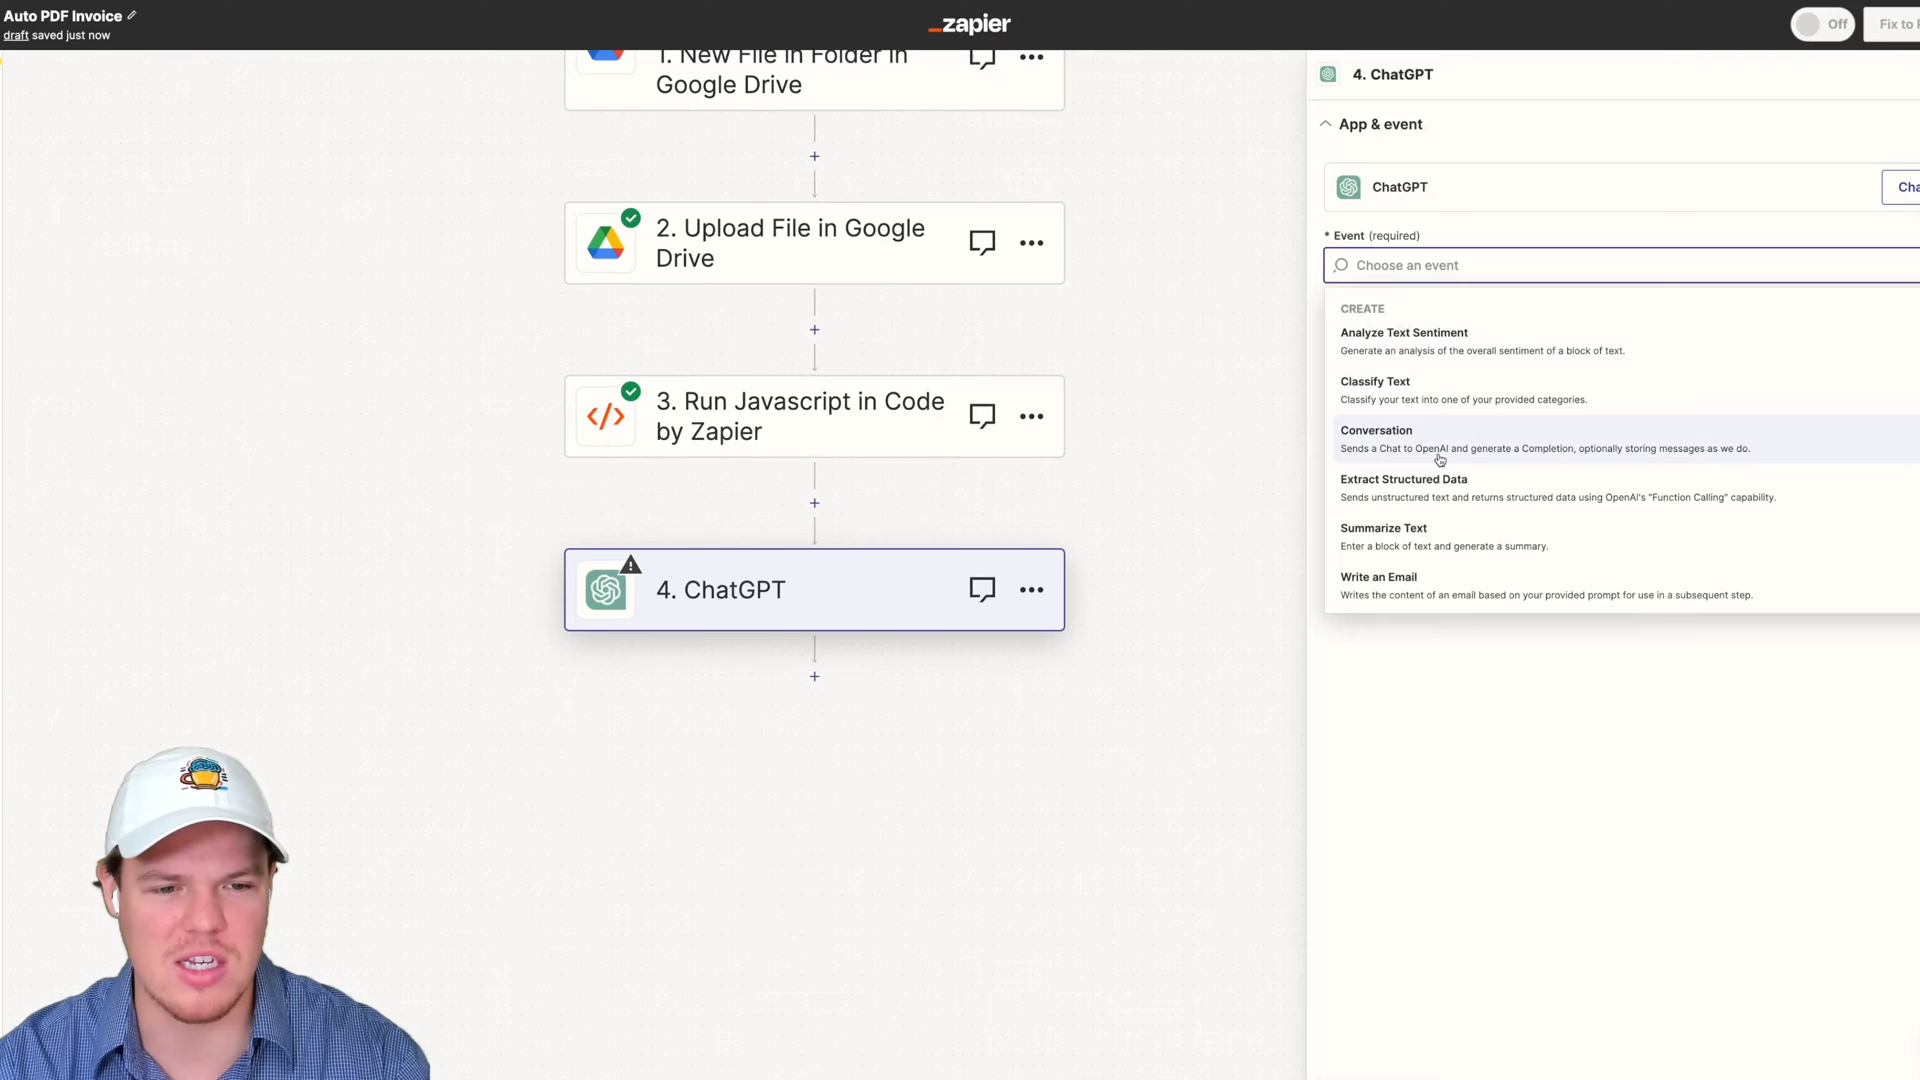 Auto PDF Invoice
draft saved just now
zapier
Off
Fix to
1. New File in Folder in
Google Drive
2. Upload File in Google
Drive
3. Run Javascript in Code
by Zapier
4. ChatGPT
4. ChatGPT
App & event
ChatGPT
Cha
* Event (required)
Choose an event
CREATE
Analyze Text Sentiment
Generate an analysis of the overall sentiment of a block of text.
Classify Text
Classify your text into one of your provided categories.
Conversation
Sends a Chat to OpenAI and generate a Completion, optionally storing messages as we do.
Extract Structured Data
Sends unstructured text and returns structured data using OpenAI's "Function Calling" capability.
Summarize Text
Enter a block of text and generate a summary.
Write an Email
Writes the content of an email based on your provided prompt for use in a subsequent step.